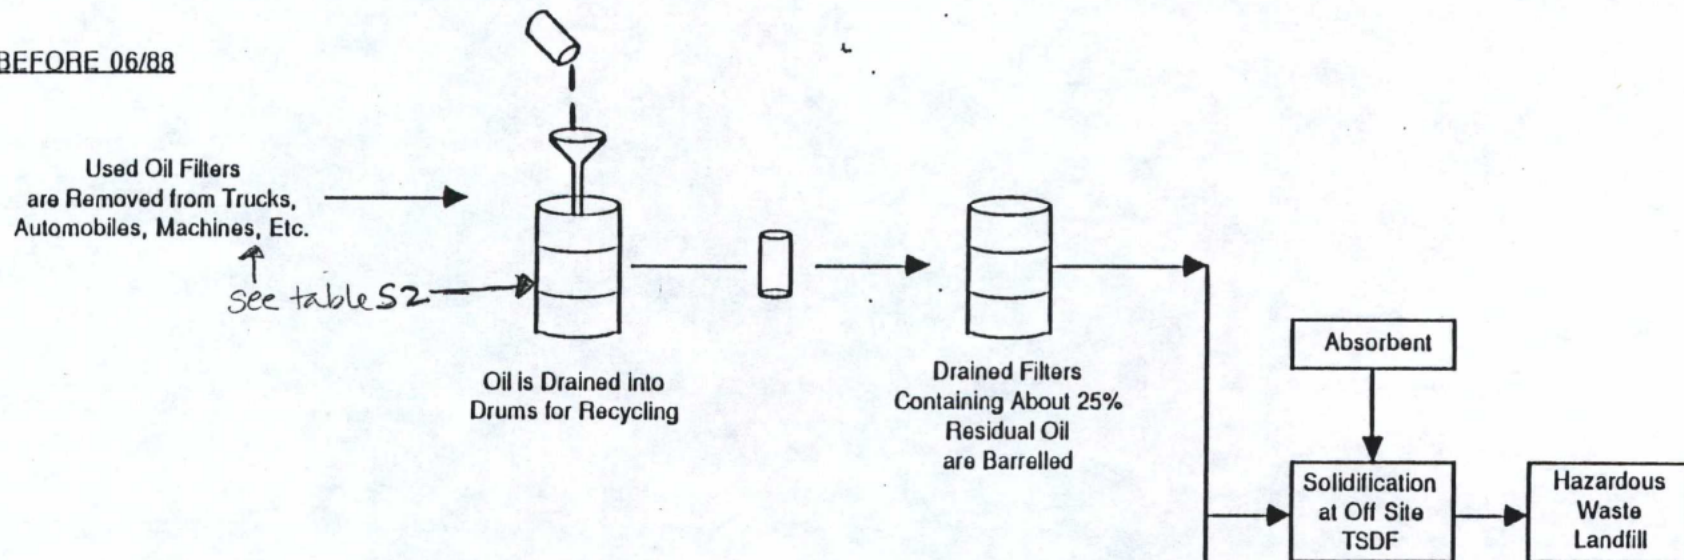 BEFORE 06/88
Used Oil Filters
are Removed from Trucks,
Automobiles, Machines, Etc.
see table S2
Oil is Drained into
Drums for Recycling
Drained Filters
Containing About 25%
Residual Oil
are Barrelled
Absorbent
Solidification
at Off Site
TSDF
Hazardous
Waste
Landfill